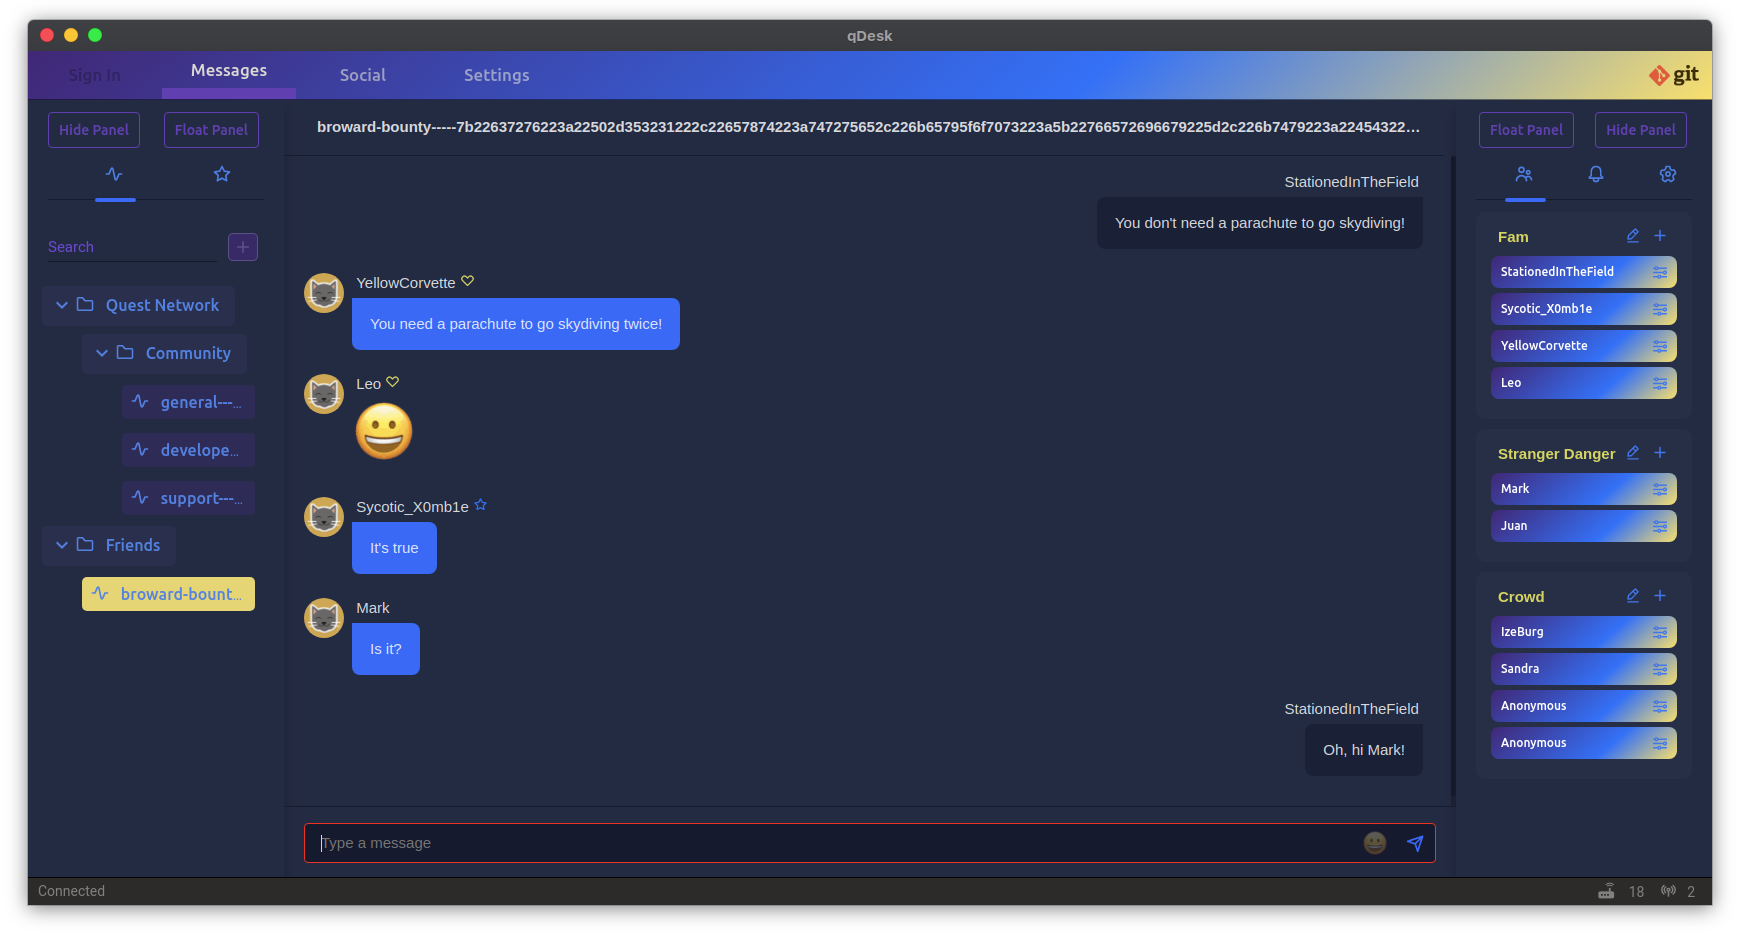 qDesk
Sign In
Messages
Social
Settings
git
Hide Panel
Float Panel
Search
Quest Network
Community
general---...
develope...
support---...
Friends
broward-bount...
broward-bounty-----7b22637276223a22502d353231222c22657874223a747275652c226b65795f6f7073223a5b22766572696679225d2c226b7479223a22454322...
StationedInTheField
You don't need a parachute to go skydiving!
YellowCorvette
You need a parachute to go skydiving twice!
Leo
Sycotic_X0mb1e
It's true
Mark
Is it?
StationedInTheField
Oh, hi Mark!
Type a message
Float Panel
Hide Panel
Fam
StationedInTheField
Sycotic_X0mb1e
YellowCorvette
Leo
Stranger Danger
Mark
Juan
Crowd
IzeBurg
Sandra
Anonymous
Anonymous
Connected
18
2